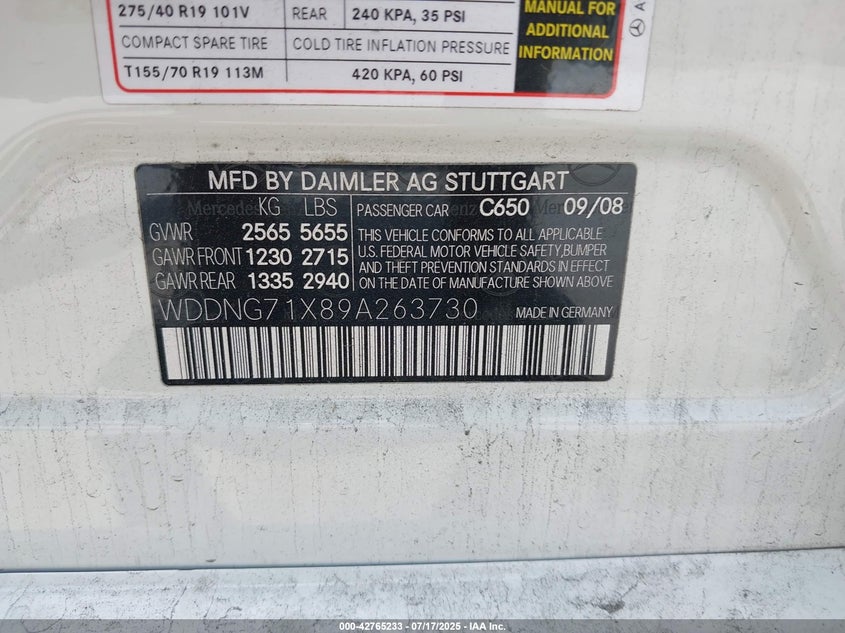 275/40 R19 101V REAR 240 KPA, 35 PSI
COMPACT SPARE TIRE COLD TIRE INFLATION PRESSURE
T155/70 R19 113M 420 KPA, 60 PSI
MANUAL FOR
ADDITIONAL
INFORMATION
MFD BY DAIMLER AG STUTTGART
KG LBS PASSENGER CAR C650 09/08
GVWR 2565 5655
GAWR FRONT 1230 2715
GAWR REAR 1335 2940
THIS VEHICLE CONFORMS TO ALL APPLICABLE
U.S. FEDERAL MOTOR VEHICLE SAFETY,BUMPER
AND THEFT PREVENTION STANDARDS IN EFFECT
ON THE DATE OF MANUFACTURE SHOWN ABOVE
WDDNG71X89A263730 MADE IN GERMANY
000-42765233 - 07/17/2025 - IAA Inc.